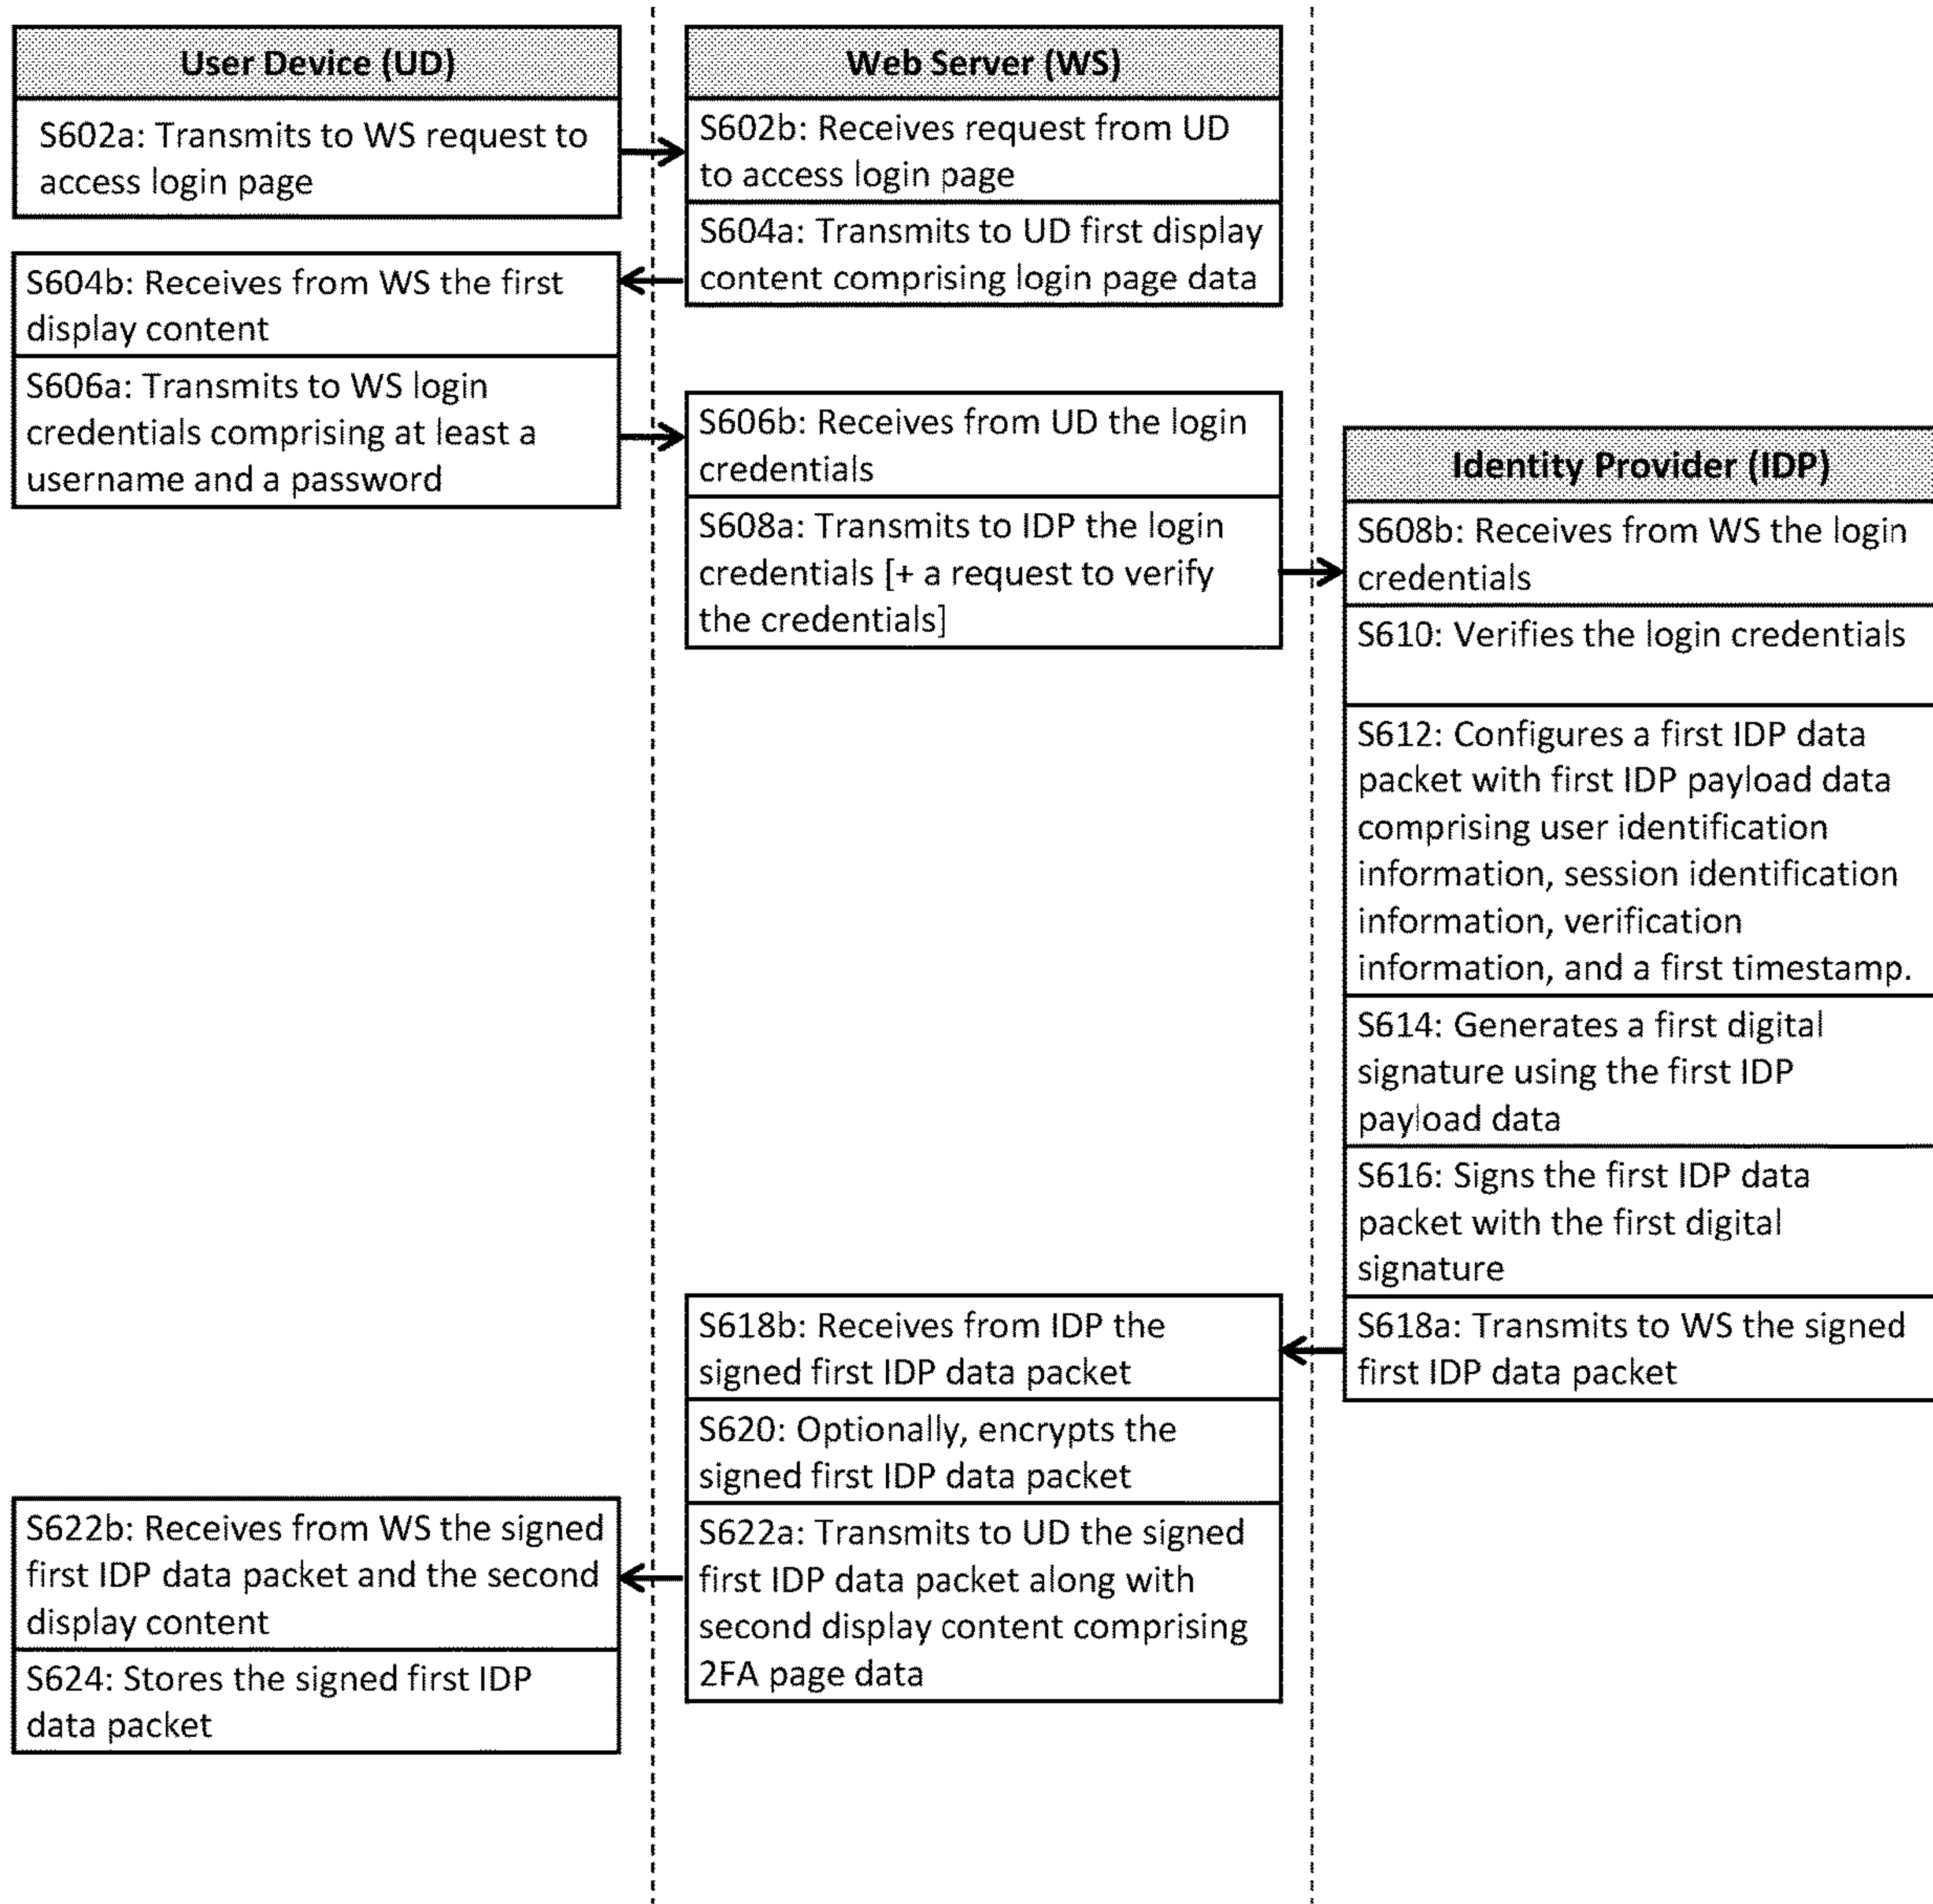 User Device (UD)
S602a: Transmits to WS request to
access login page
S604b: Receives from WS the first
display content
S606a: Transmits to WS login
credentials comprising at least a
username and a password
S622b: Receives from WS the signed
first IDP data packet and the second
display content
S624: Stores the signed first IDP
data packet
Web Server (WS)
S602b: Receives request from UD
to access login page
S604a: Transmits to UD first display
content comprising login page data
S606b: Receives from UD the login
credentials
S608a: Transmits to IDP the login
credentials [+ a request to verify
the credentials]
S618b: Receives from IDP the
signed first IDP data packet
S620: Optionally, encrypts the
signed first IDP data packet
S622a: Transmits to UD the signed
first IDP data packet along with
second display content comprising
2FA page data
Identity Provider (IDP)
S608b: Receives from WS the login
credentials
S610: Verifies the login credentials
S612: Configures a first IDP data
packet with first IDP payload data
comprising user identification
information, session identification
information, verification
information, and a first timestamp.
S614: Generates a first digital
signature using the first IDP
payload data
S616: Signs the first IDP data
packet with the first digital
signature
S618a: Transmits to WS the signed
first IDP data packet